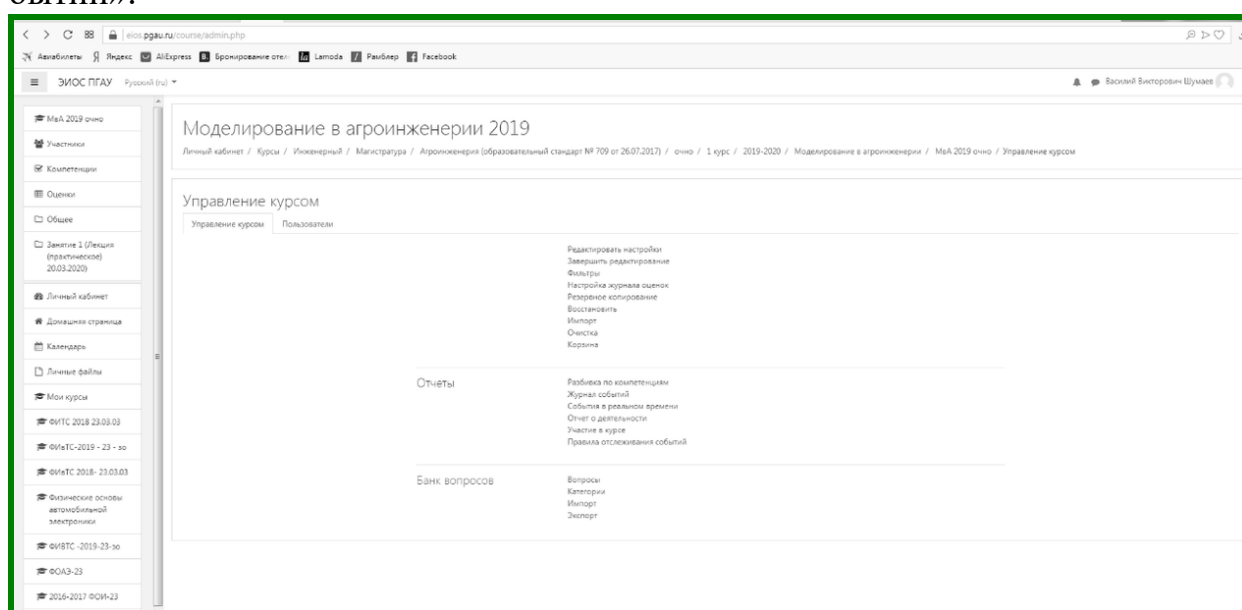 бытий».
eios.pgau.ru/course/admin.php
Авиабилеты Яндекс AliExpress Бронирование отел Lamoda Рамблер Facebook
ЭИОС ПГАУ Русский (ru)
Василий Викторович Шумаев
МвА 2019 очно
Участники
Компетенции
Оценки
Общее
Занятие 1 (Лекция
(практическое)
20.03.2020)
Личный кабинет
Домашняя страница
Календарь
Личные файлы
Мои курсы
ФИТС 2018 23.03.03
ФИвТС-2019 - 23 - зо
ФИвТС 2018- 23.03.03
Физические основы
автомобильной
электроники
ФИВТС -2019-23-зо
ФОАЭ-23
2016-2017 ФОИ-23
Моделирование в агроинженерии 2019
Личный кабинет / Курсы / Инженерный / Магистратура / Агроинженерия (образовательный стандарт № 709 от 26.07.2017) / очно / 1 курс / 2019-2020 / Моделирование в агроинженерии / МвА 2019 очно / Управление курсом
Управление курсом
Управление курсом Пользователи
Редактировать настройки
Завершить редактирование
Фильтры
Настройка журнала оценок
Резервное копирование
Восстановить
Импорт
Очистка
Корзина
Отчеты
Разбивка по компетенциям
Журнал событий
События в реальном времени
Отчет о деятельности
Участие в курсе
Правила отслеживания событий
Банк вопросов
Вопросы
Категории
Импорт
Экспорт